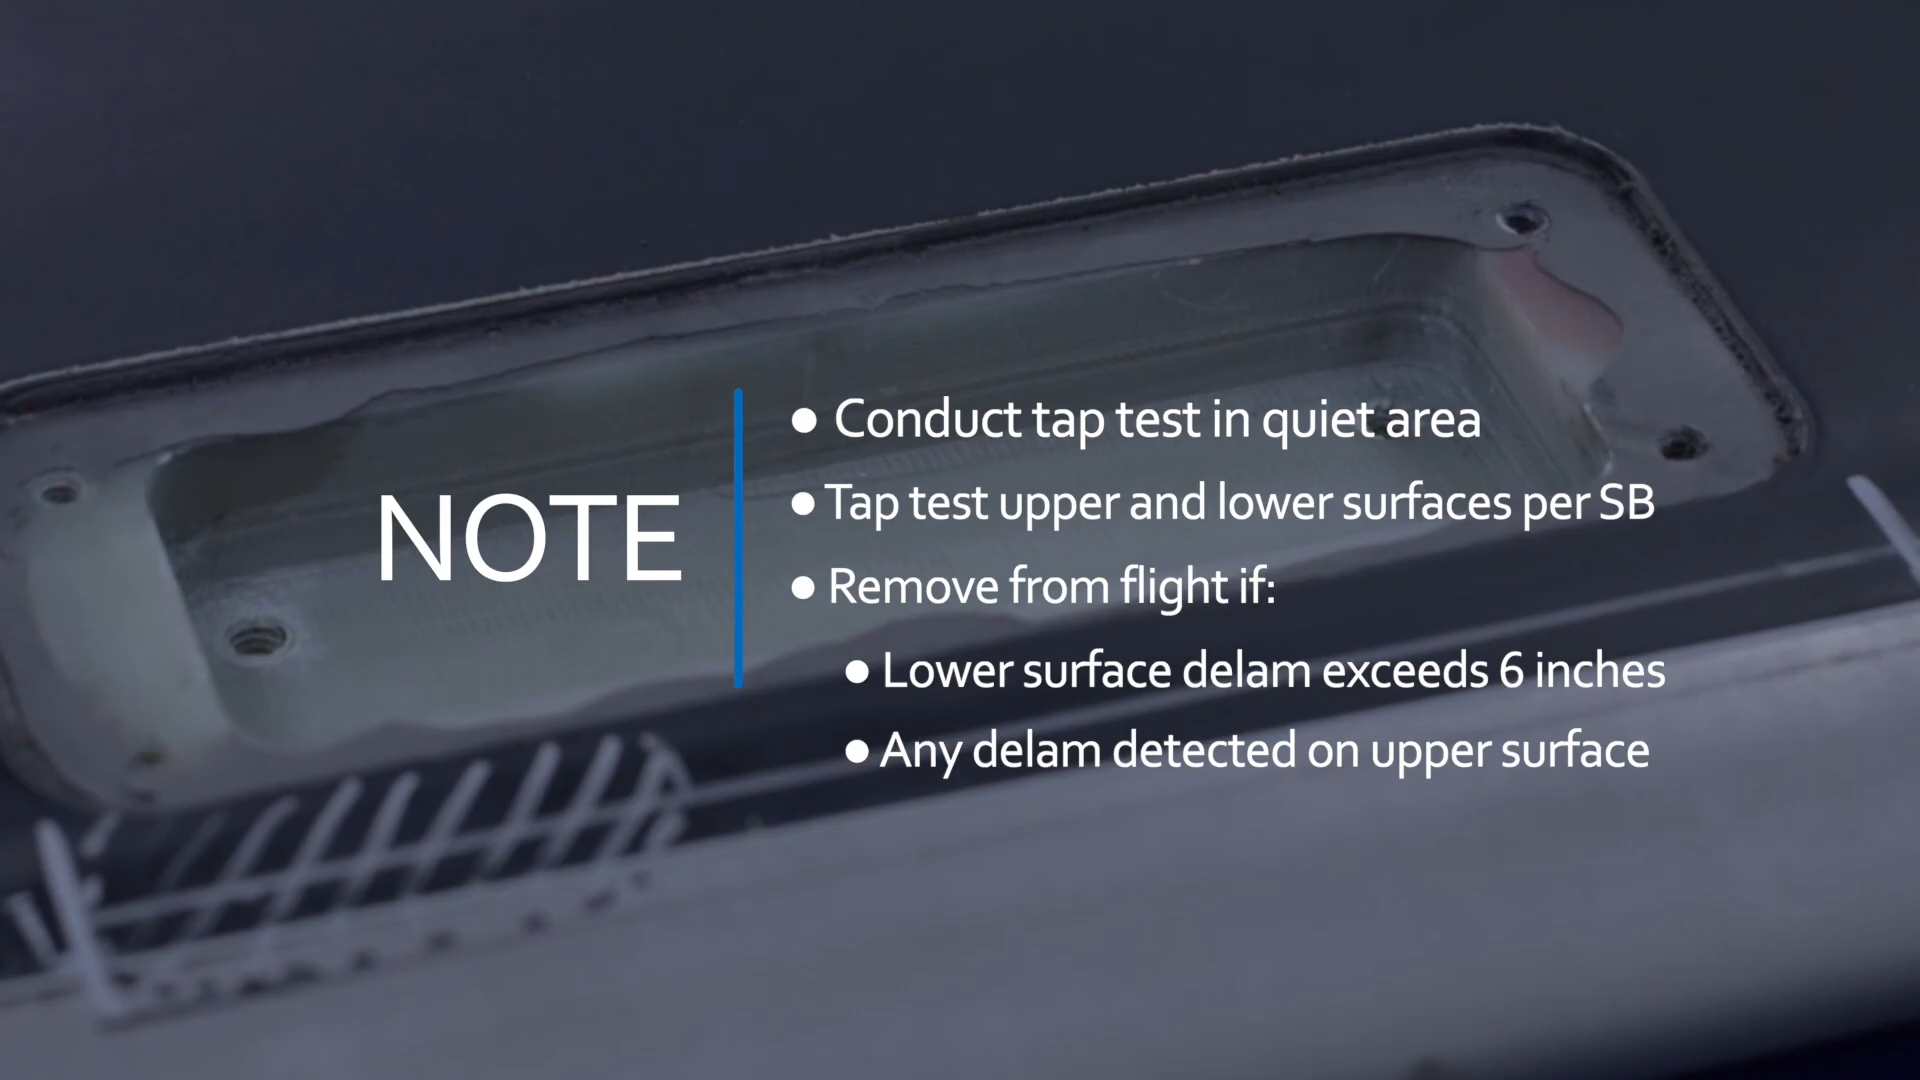 NOTE
● Conduct tap test in quiet area
● Tap test upper and lower surfaces per SB
● Remove from flight if:
● Lower surface delam exceeds 6 inches
● Any delam detected on upper surface